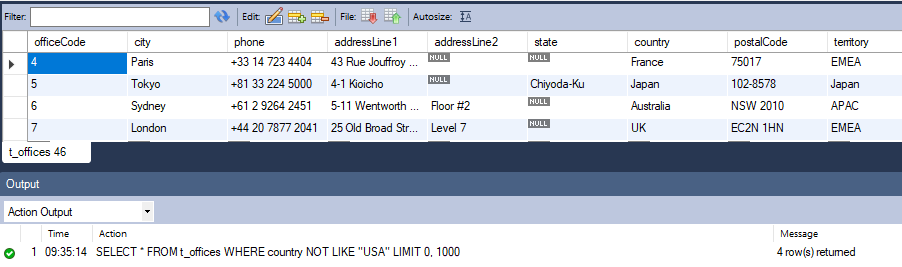 Filter: Edit: File: Autosize:
officeCode city phone addressLine1 addressLine2 state country postalCode territory
4 Paris +33 14 723 4404 43 Rue Jouffroy ... NULL NULL France 75017 EMEA
5 Tokyo +81 33 224 5000 4-1 Kioicho NULL Chiyoda-Ku Japan 102-8578 Japan
6 Sydney +61 2 9264 2451 5-11 Wentworth ... Floor #2 NULL Australia NSW 2010 APAC
7 London +44 20 7877 2041 25 Old Broad Str... Level 7 NULL UK EC2N 1HN EMEA
t_offices 46
Output
Action Output
Time Action Message
1 09:35:14 SELECT * FROM t_offices WHERE country NOT LIKE "USA" LIMIT 0, 1000 4 row(s) returned